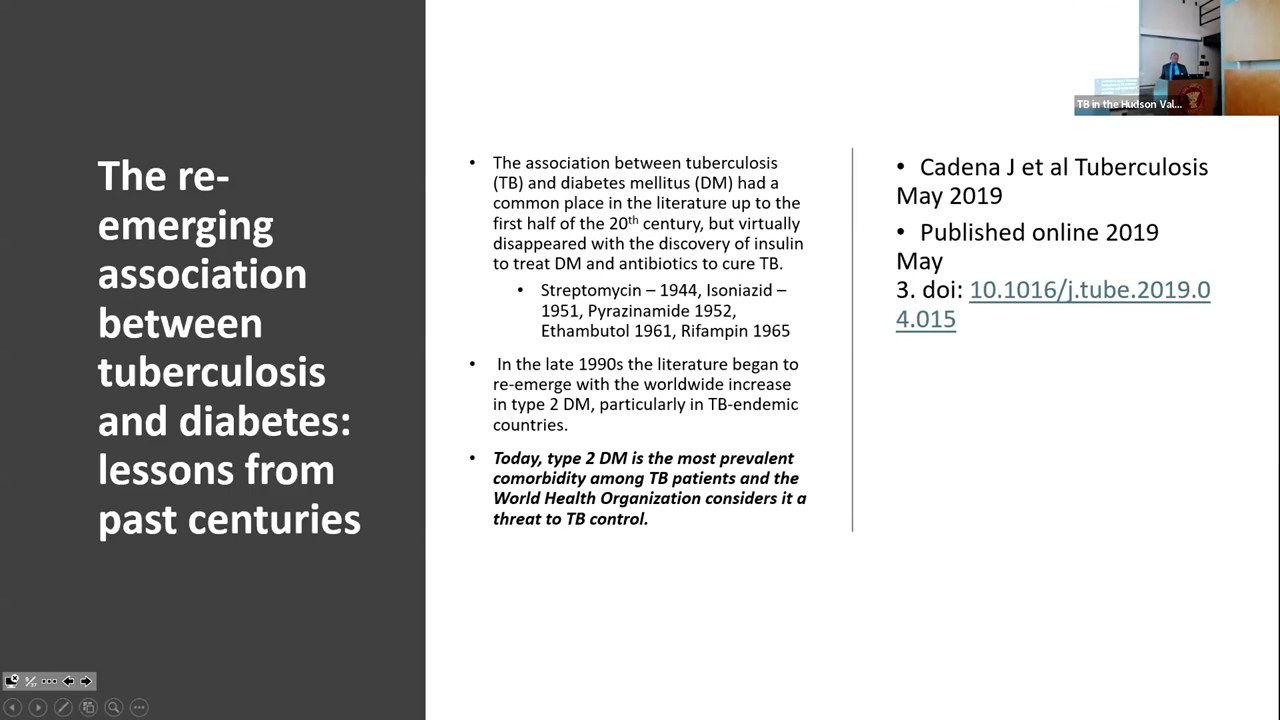 The re-
emerging
association
between
tuberculosis
and diabetes:
lessons from
past centuries
• The association between tuberculosis
(TB) and diabetes mellitus (DM) had a
common place in the literature up to the
first half of the 20th century, but virtually
disappeared with the discovery of insulin
to treat DM and antibiotics to cure TB.
• Streptomycin – 1944, Isoniazid –
1951, Pyrazinamide 1952,
Ethambutol 1961, Rifampin 1965
• In the late 1990s the literature began to
re-emerge with the worldwide increase
in type 2 DM, particularly in TB-endemic
countries.
• Today, type 2 DM is the most prevalent
comorbidity among TB patients and the
World Health Organization considers it a
threat to TB control.
• Cadena J et al Tuberculosis
May 2019
• Published online 2019
May
3. doi: 10.1016/j.tube.2019.0
4.015
TB in the Hudson Val...